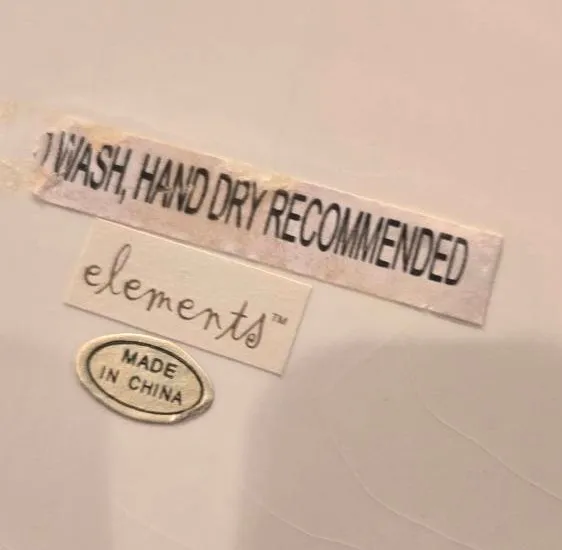 WASH, HAND DRY RECOMMENDED
elements™
MADE
IN CHINA